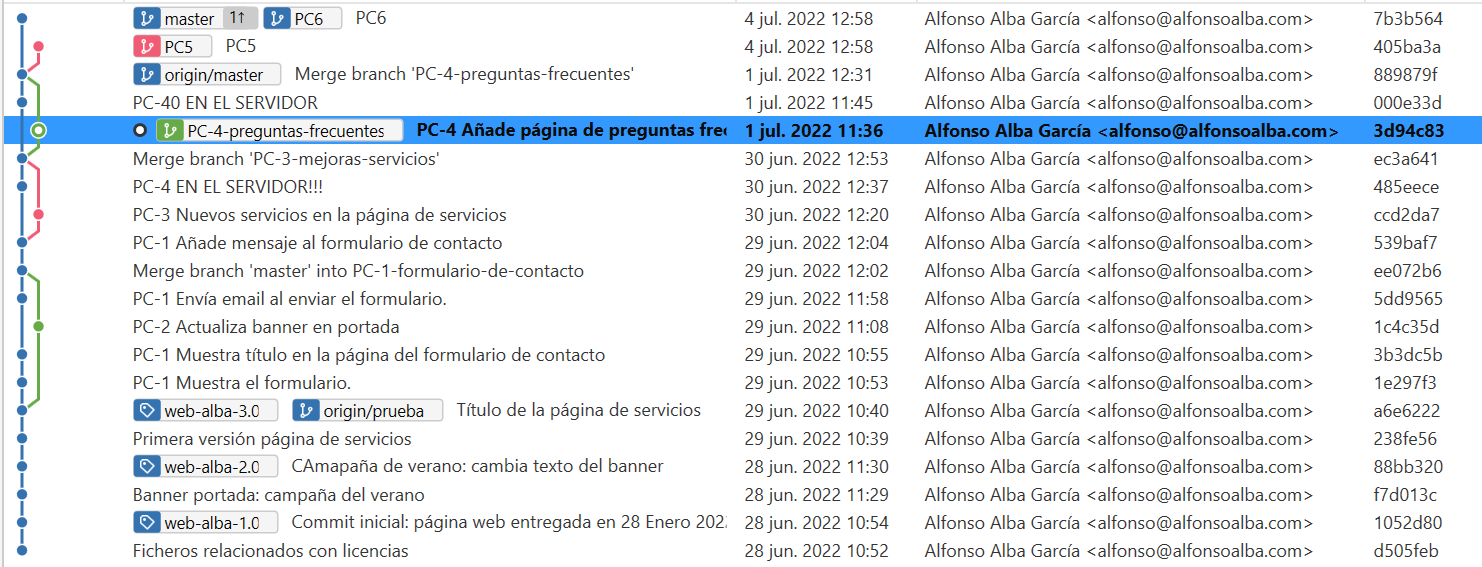 master 1↑ PC6 PC6 4 jul. 2022 12:58 Alfonso Alba García <alfonso@alfonsoalba.com> 7b3b564
PC5 PC5 4 jul. 2022 12:58 Alfonso Alba García <alfonso@alfonsoalba.com> 405ba3a
origin/master Merge branch 'PC-4-preguntas-frecuentes' 1 jul. 2022 12:31 Alfonso Alba García <alfonso@alfonsoalba.com> 889879f
PC-40 EN EL SERVIDOR 1 jul. 2022 11:45 Alfonso Alba García <alfonso@alfonsoalba.com> 000e33d
PC-4-preguntas-frecuentes PC-4 Añade página de preguntas frec 1 jul. 2022 11:36 Alfonso Alba García <alfonso@alfonsoalba.com> 3d94c83
Merge branch 'PC-3-mejoras-servicios' 30 jun. 2022 12:53 Alfonso Alba García <alfonso@alfonsoalba.com> ec3a641
PC-4 EN EL SERVIDOR!!! 30 jun. 2022 12:37 Alfonso Alba García <alfonso@alfonsoalba.com> 485eece
PC-3 Nuevos servicios en la página de servicios 30 jun. 2022 12:20 Alfonso Alba García <alfonso@alfonsoalba.com> ccd2da7
PC-1 Añade mensaje al formulario de contacto 29 jun. 2022 12:04 Alfonso Alba García <alfonso@alfonsoalba.com> 539baf7
Merge branch 'master' into PC-1-formulario-de-contacto 29 jun. 2022 12:02 Alfonso Alba García <alfonso@alfonsoalba.com> ee072b6
PC-1 Envía email al enviar el formulario. 29 jun. 2022 11:58 Alfonso Alba García <alfonso@alfonsoalba.com> 5dd9565
PC-2 Actualiza banner en portada 29 jun. 2022 11:08 Alfonso Alba García <alfonso@alfonsoalba.com> 1c4c35d
PC-1 Muestra título en la página del formulario de contacto 29 jun. 2022 10:55 Alfonso Alba García <alfonso@alfonsoalba.com> 3b3dc5b
PC-1 Muestra el formulario. 29 jun. 2022 10:53 Alfonso Alba García <alfonso@alfonsoalba.com> 1e297f3
web-alba-3.0 origin/prueba Título de la página de servicios 29 jun. 2022 10:40 Alfonso Alba García <alfonso@alfonsoalba.com> a6e6222
Primera versión página de servicios 29 jun. 2022 10:39 Alfonso Alba García <alfonso@alfonsoalba.com> 238fe56
web-alba-2.0 CAmapaña de verano: cambia texto del banner 28 jun. 2022 11:30 Alfonso Alba García <alfonso@alfonsoalba.com> 88bb320
Banner portada: campaña del verano 28 jun. 2022 11:29 Alfonso Alba García <alfonso@alfonsoalba.com> f7d013c
web-alba-1.0 Commit inicial: página web entregada en 28 Enero 202 28 jun. 2022 10:54 Alfonso Alba García <alfonso@alfonsoalba.com> 1052d80
Ficheros relacionados con licencias 28 jun. 2022 10:52 Alfonso Alba García <alfonso@alfonsoalba.com> d505feb